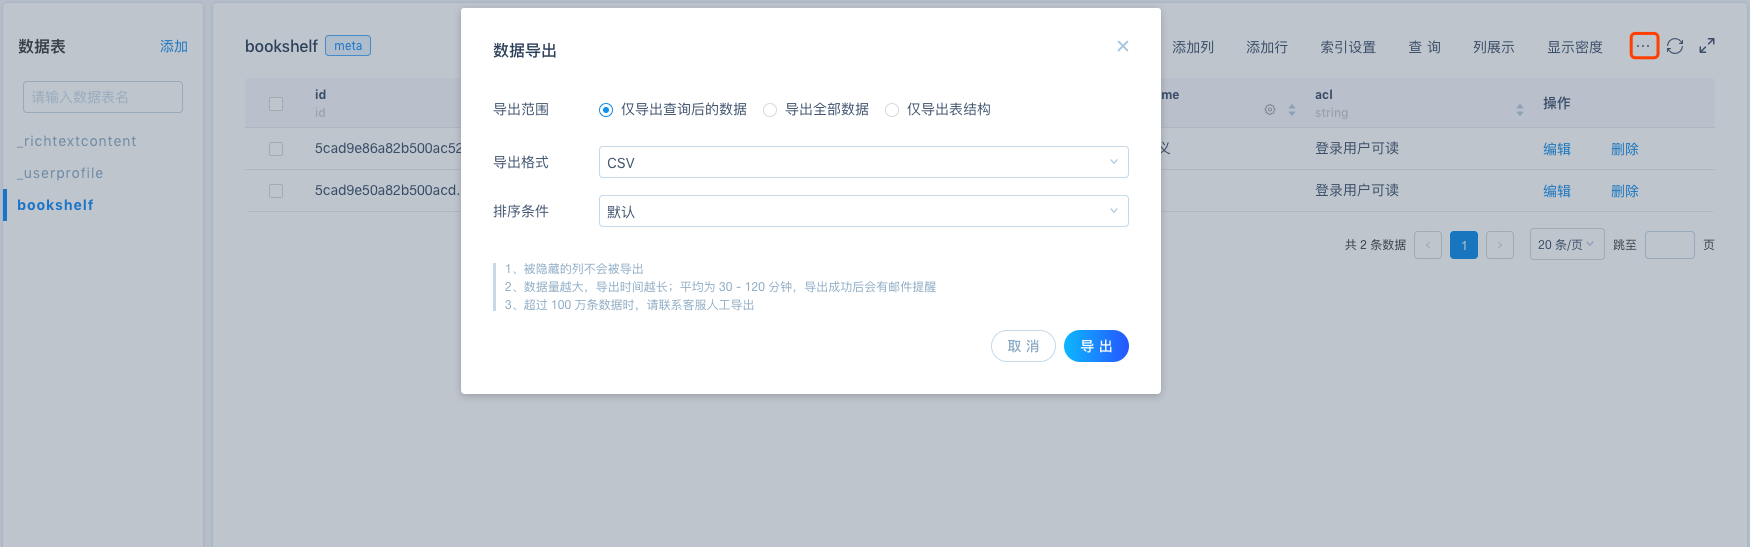 数据表 添加
请输入数据表名
_richtextcontent
_userprofile
bookshelf
bookshelf meta
添加列 添加行 索引设置 查 询 列展示 显示密度 ···
id
id
me
acl
string
操作
5cad9e86a82b500ac52
义
登录用户可读
编辑 删除
5cad9e50a82b500acd.
登录用户可读
编辑 删除
共 2 条数据 < 1 > 20 条/页 跳至 页
数据导出
导出范围 仅导出查询后的数据 导出全部数据 仅导出表结构
导出格式 CSV
排序条件 默认
1、被隐藏的列不会被导出
2、数据量越大，导出时间越长；平均为 30 - 120 分钟，导出成功后会有邮件提醒
3、超过 100 万条数据时，请联系客服人工导出
取 消 导 出